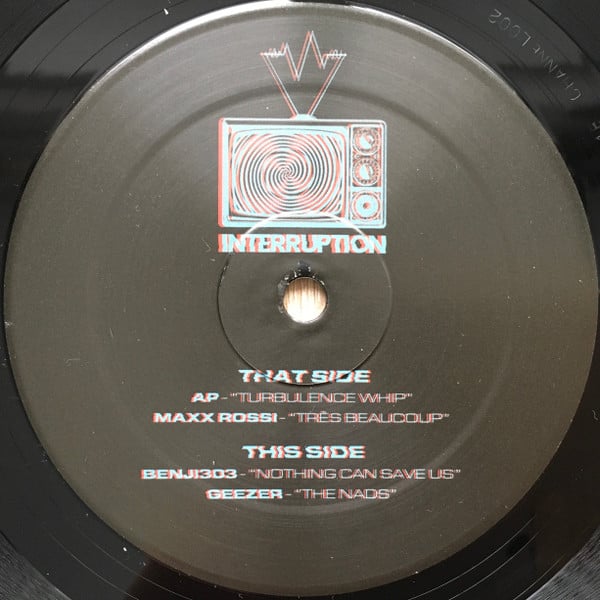 CHANNEL002
INTERRUPTION
THAT SIDE
AP - "TURBULENCE WHIP"
MAXX ROSSI - "TRÈS BEAUCOUP"
THIS SIDE
BENJI303 - "NOTHING CAN SAVE US"
GEEZER - "THE NADS"